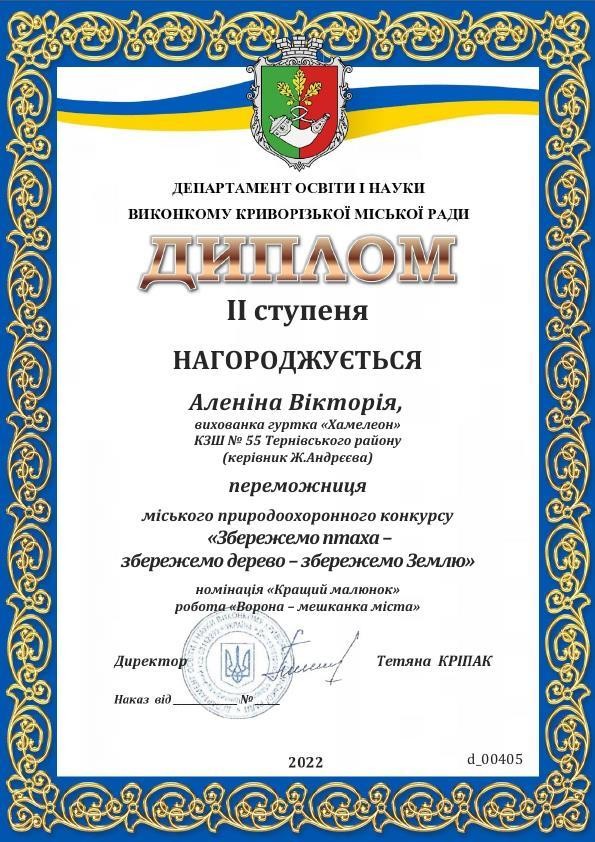 ДЕПАРТАМЕНТ ОСВІТИ І НАУКИ
ВИКОНКОМУ КРИВОРІЗЬКОЇ МІСЬКОЇ РАДИ
ДИПЛОМ
ІІ ступеня
НАГОРОДЖУЄТЬСЯ
Аленіна Вікторія,
вихованка гуртка «Хамелеон»
КЗШ № 55 Тернівського району
(керівник Ж.Андрєєва)
переможниця
міського природоохоронного конкурсу
«Збережемо птаха –
збережемо дерево – збережемо Землю»
номінація «Кращий малюнок»
робота «Ворона – мешканка міста»
Директор Тетяна КРІПАК
Наказ від __________ № ____
2022
d_00405